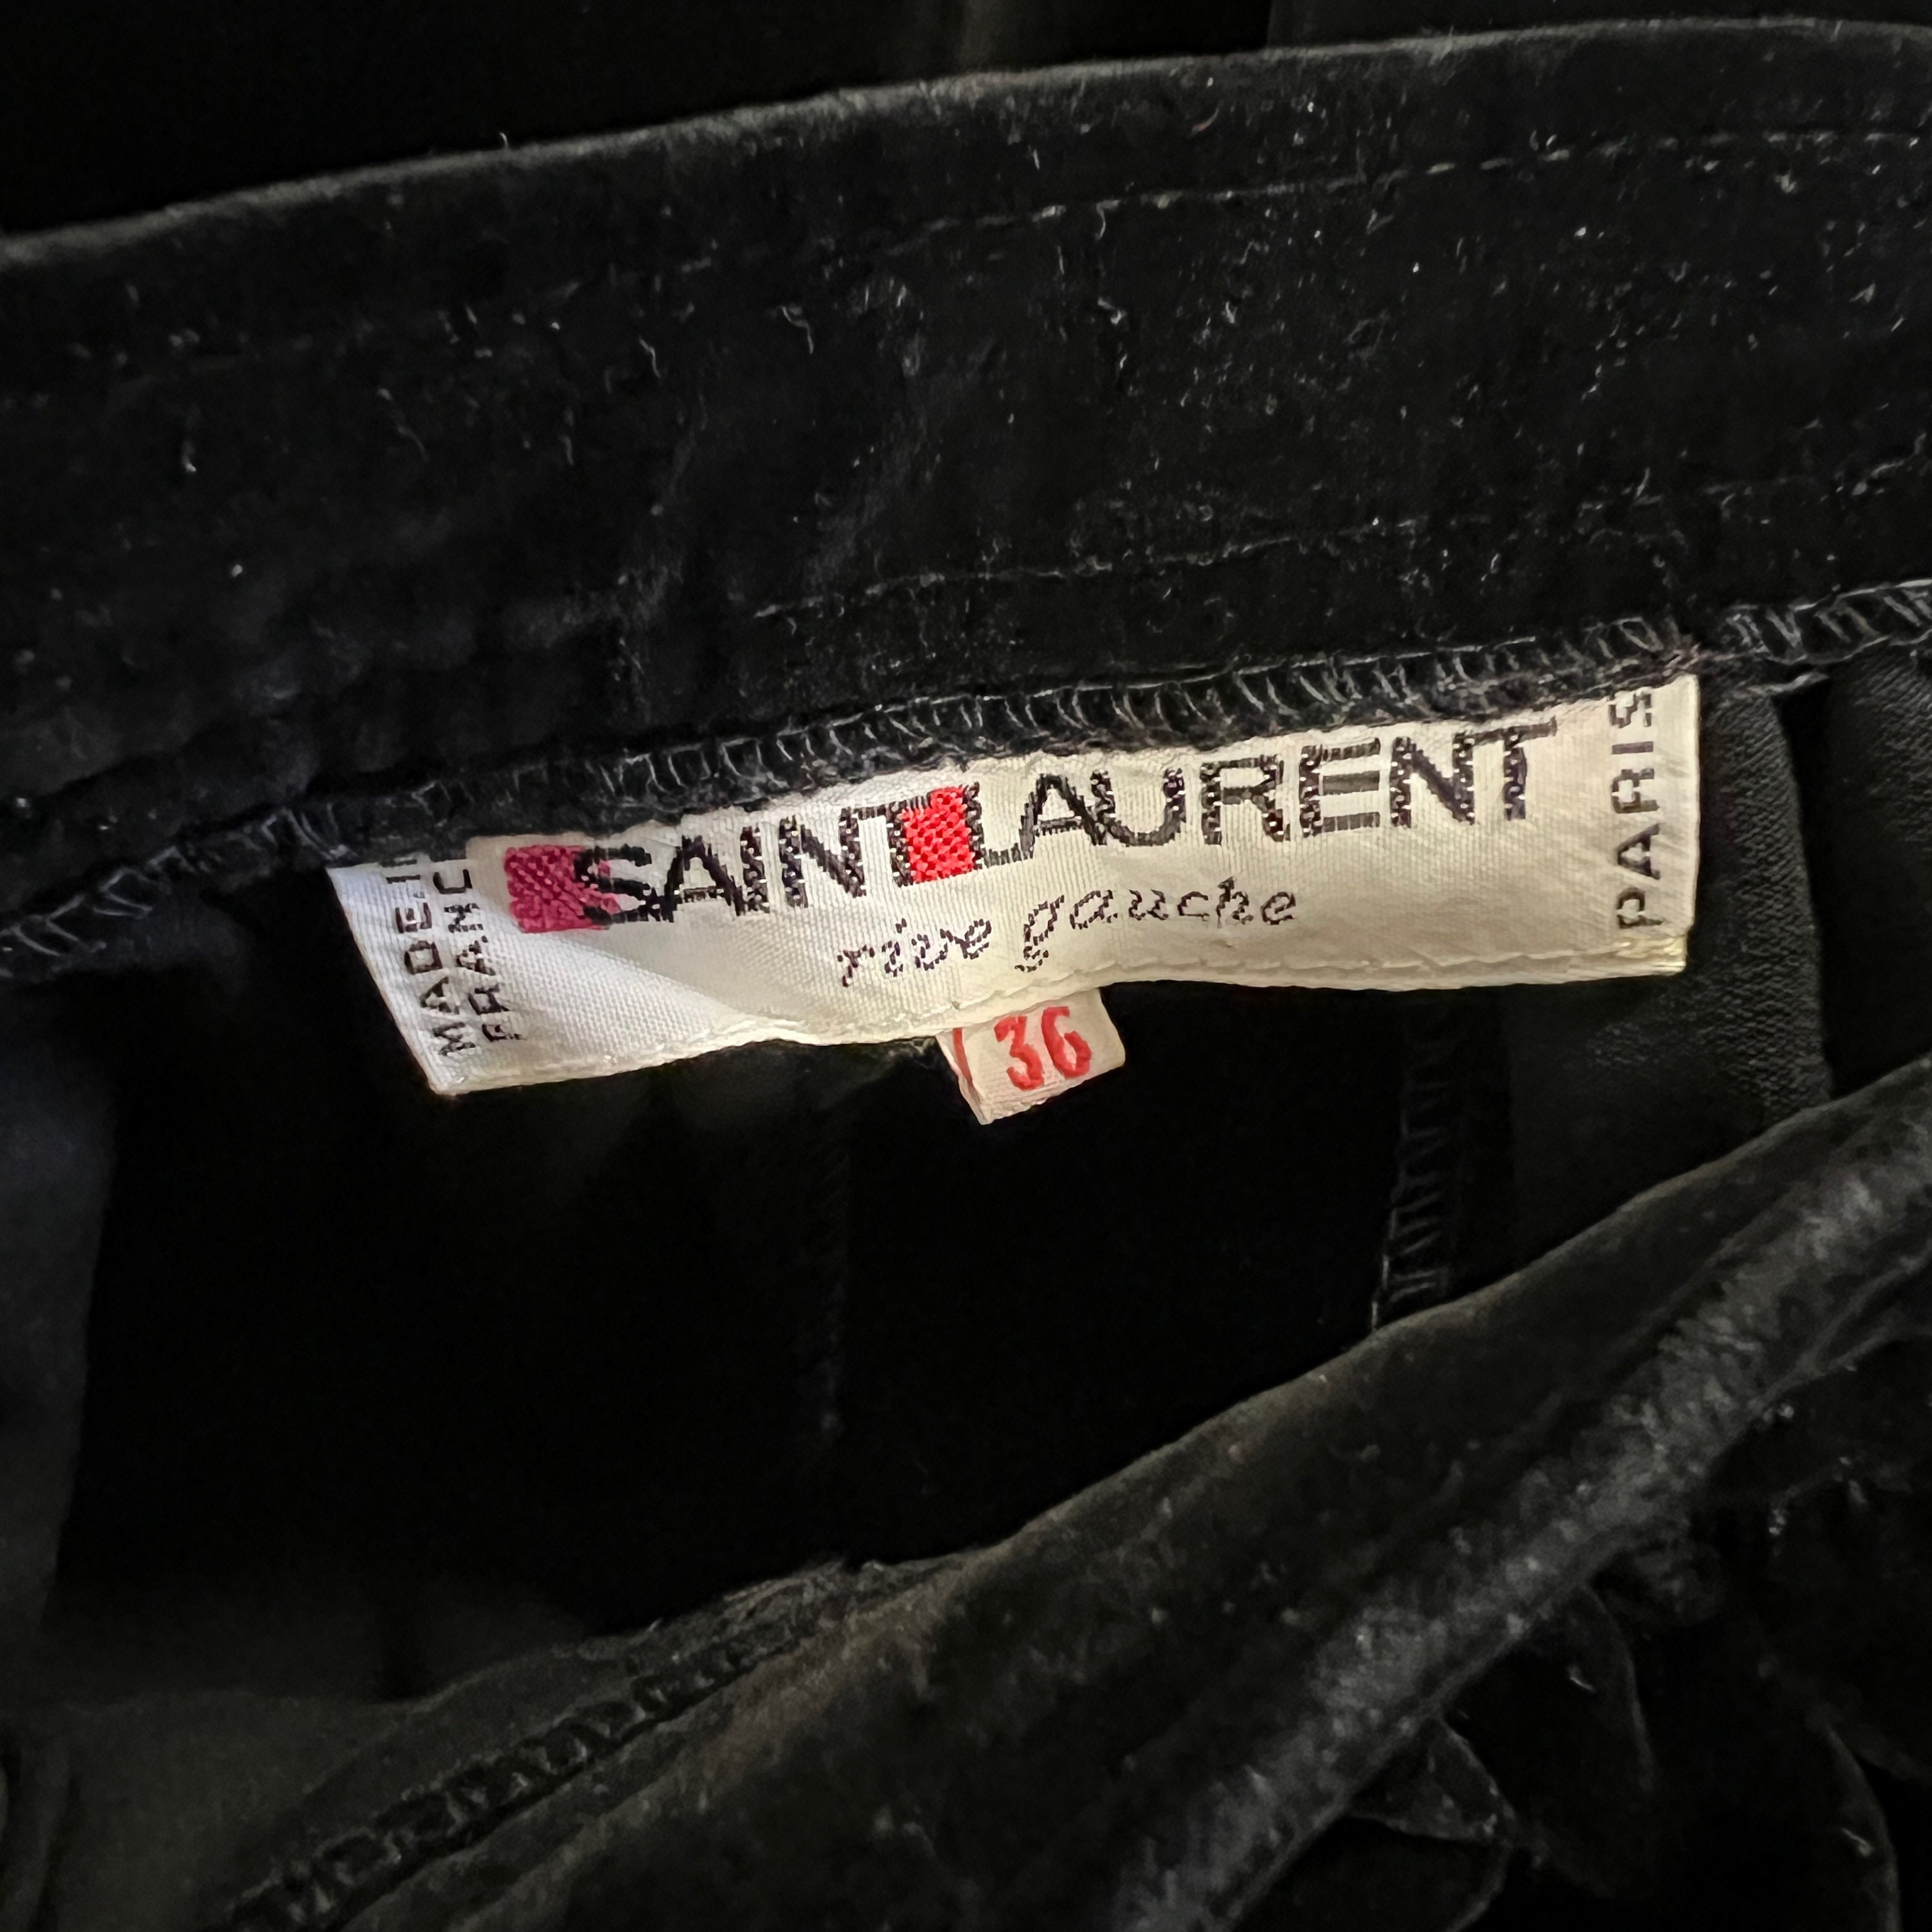 MADE IN
FRANCE
SAINT LAURENT
rive gauche
PARIS
36